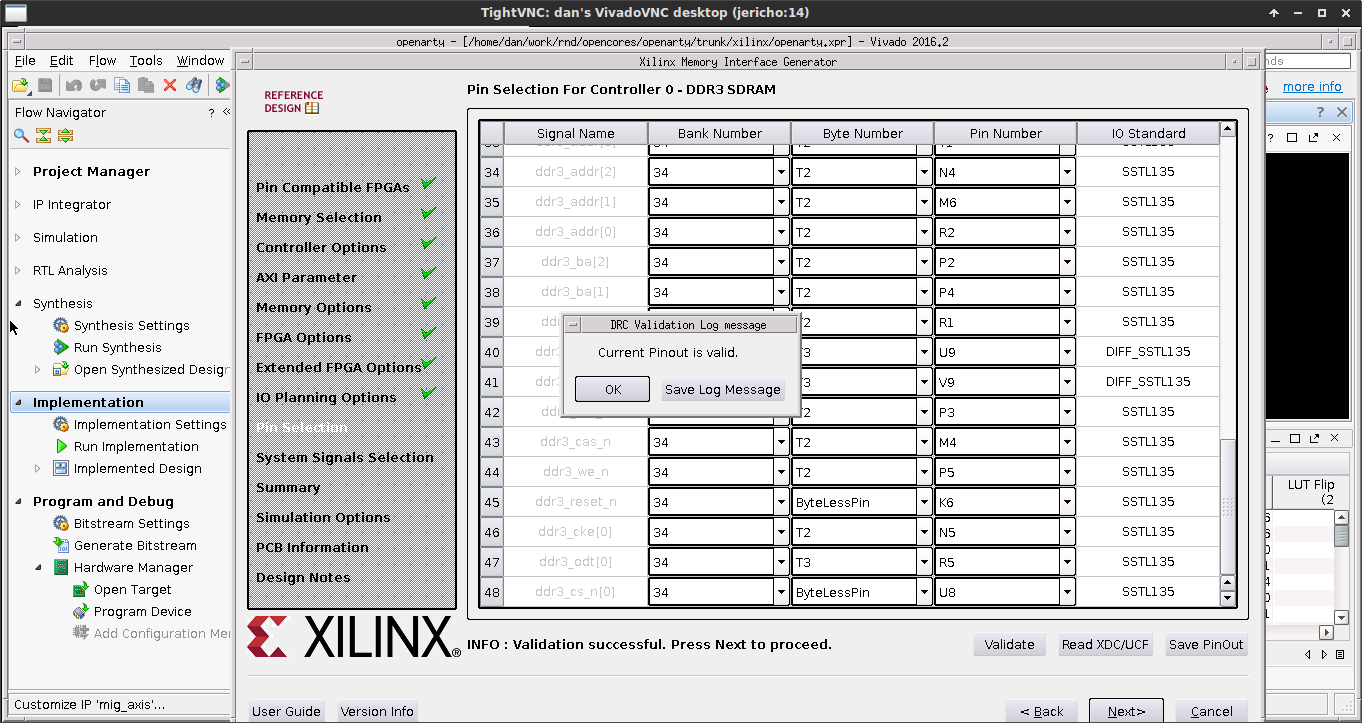 TightVNC: dan's VivadoVNC desktop (jericho:14)
openarty - [/home/dan/work/rnd/opencores/openarty/trunk/xilinx/openarty.xpr] - Vivado 2016.2
File Edit Flow Tools Window
Xilinx Memory Interface Generator
more info
Flow Navigator ? «
Project Manager
IP Integrator
Simulation
RTL Analysis
Synthesis
Synthesis Settings
Run Synthesis
Open Synthesized Design
Implementation
Implementation Settings
Run Implementation
Implemented Design
Program and Debug
Bitstream Settings
Generate Bitstream
Hardware Manager
Open Target
Program Device
Add Configuration Me
Customize IP 'mig_axis'...
REFERENCE
DESIGN
Pin Compatible FPGAs
Memory Selection
Controller Options
AXI Parameter
Memory Options
FPGA Options
Extended FPGA Options
IO Planning Options
Pin Selection
System Signals Selection
Summary
Simulation Options
PCB Information
Design Notes
XILINX®
Pin Selection For Controller 0 - DDR3 SDRAM
Signal Name Bank Number Byte Number Pin Number IO Standard
34 ddr3_addr[2] 34 T2 N4 SSTL135
35 ddr3_addr[1] 34 T2 M6 SSTL135
36 ddr3_addr[0] 34 T2 R2 SSTL135
37 ddr3_ba[2] 34 T2 P2 SSTL135
38 ddr3_ba[1] 34 T2 P4 SSTL135
39 R1 SSTL135
40 U9 DIFF_SSTL135
41 V9 DIFF_SSTL135
42 P3 SSTL135
43 ddr3_cas_n 34 T2 M4 SSTL135
44 ddr3_we_n 34 T2 P5 SSTL135
45 ddr3_reset_n 34 ByteLessPin K6 SSTL135
46 ddr3_cke[0] 34 T2 N5 SSTL135
47 ddr3_odt[0] 34 T3 R5 SSTL135
48 ddr3_cs_n[0] 34 ByteLessPin U8 SSTL135
DRC Validation Log message
Current Pinout is valid.
OK Save Log Message
INFO : Validation successful. Press Next to proceed.
Validate Read XDC/UCF Save PinOut
User Guide Version Info < Back Next> Cancel
LUT Flip
(2